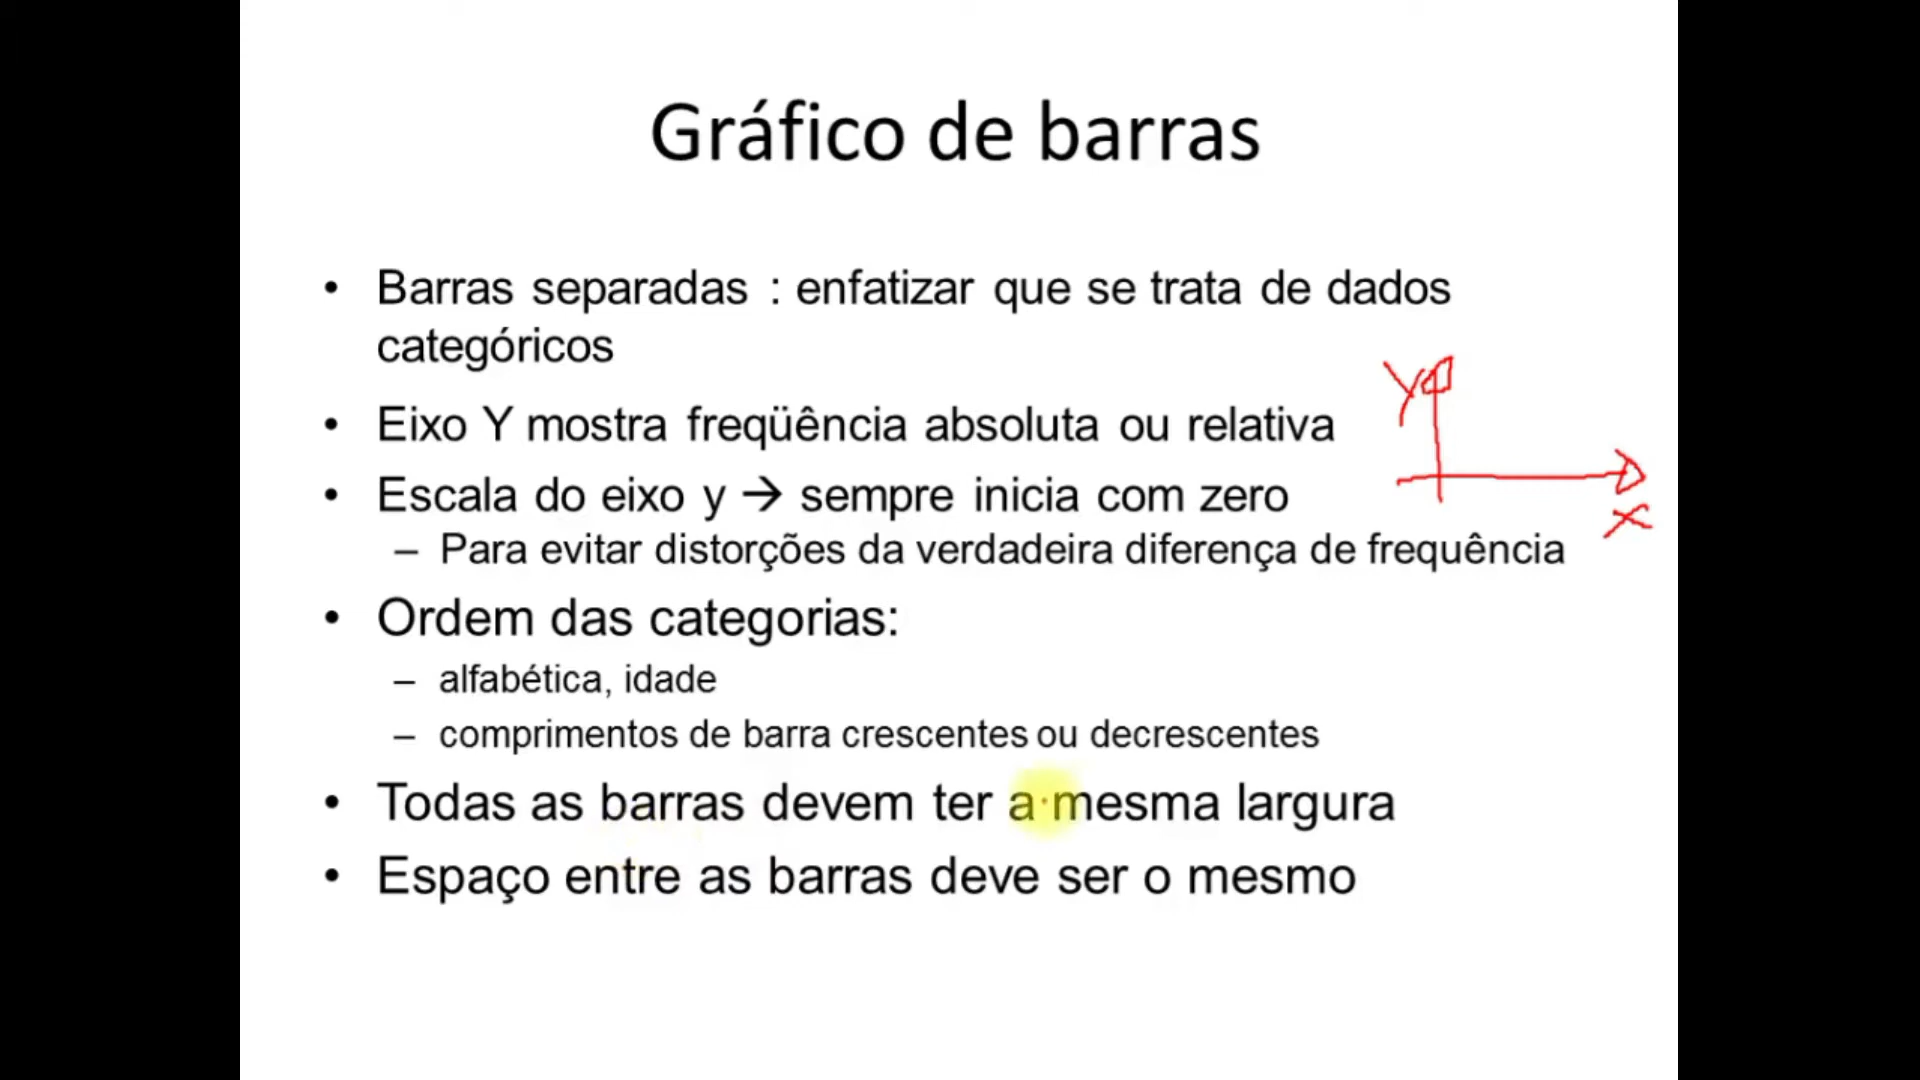 Gráfico de barras
• Barras separadas : enfatizar que se trata de dados
categóricos
• Eixo Y mostra freqüência absoluta ou relativa
• Escala do eixo y → sempre inicia com zero
– Para evitar distorções da verdadeira diferença de frequência
• Ordem das categorias:
– alfabética, idade
– comprimentos de barra crescentes ou decrescentes
• Todas as barras devem ter a mesma largura
• Espaço entre as barras deve ser o mesmo
Y
X